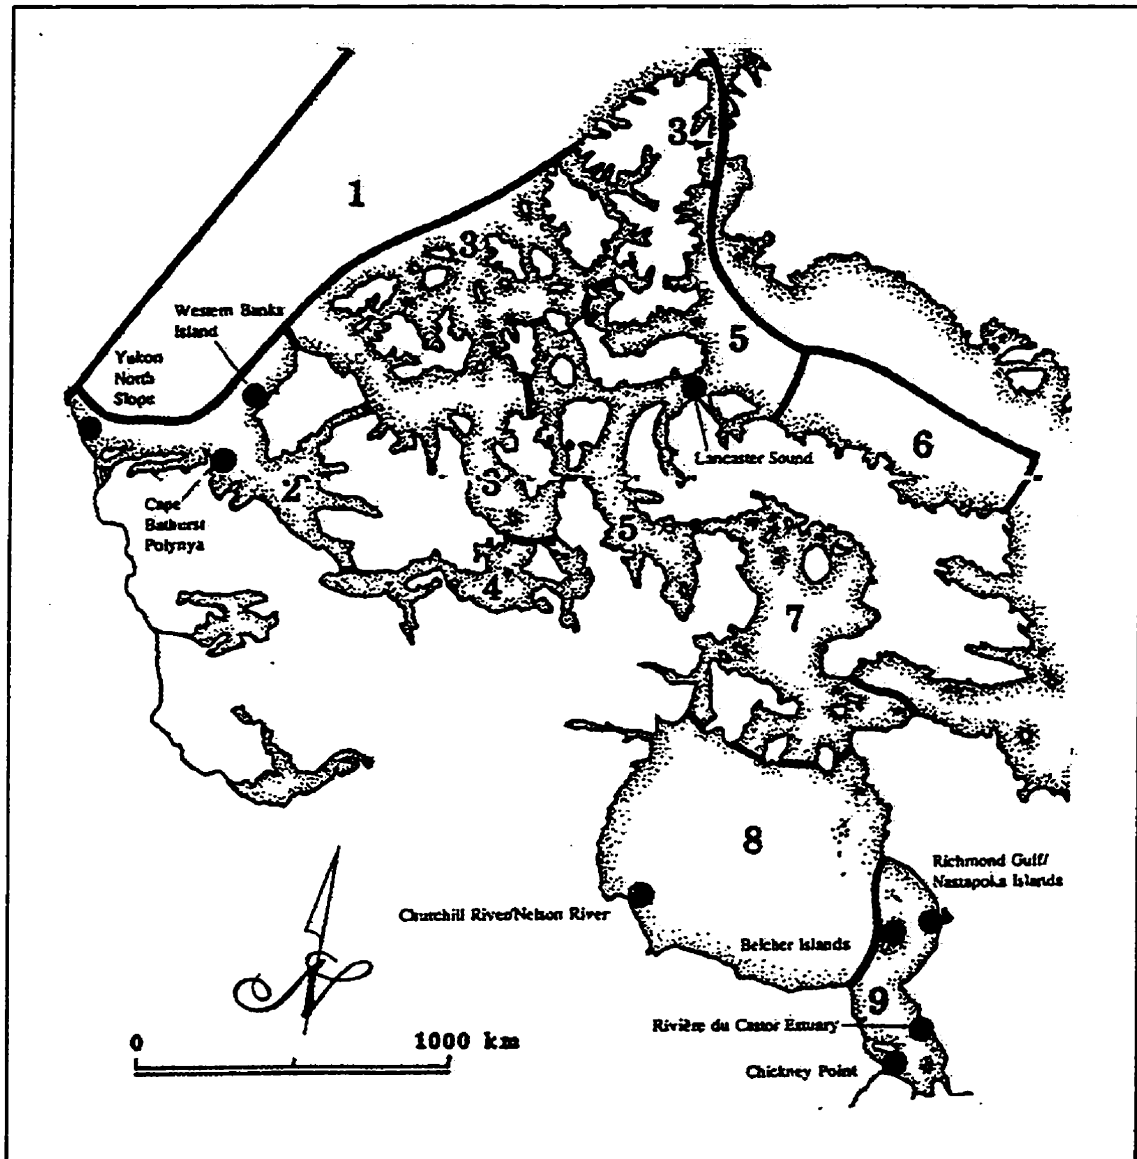 1
3
3
Western Banks
Island
Yukon
North
Slope
5
6
Lancaster Sound
2
3
Cape
Bathurst
Polynya
5
4
7
8
Richmond Gulf/
Nastapoka Islands
Churchill River/Nelson River
Belcher Islands
9
Rivière du Castor Estuary
Chickney Point
N
0
1000 km